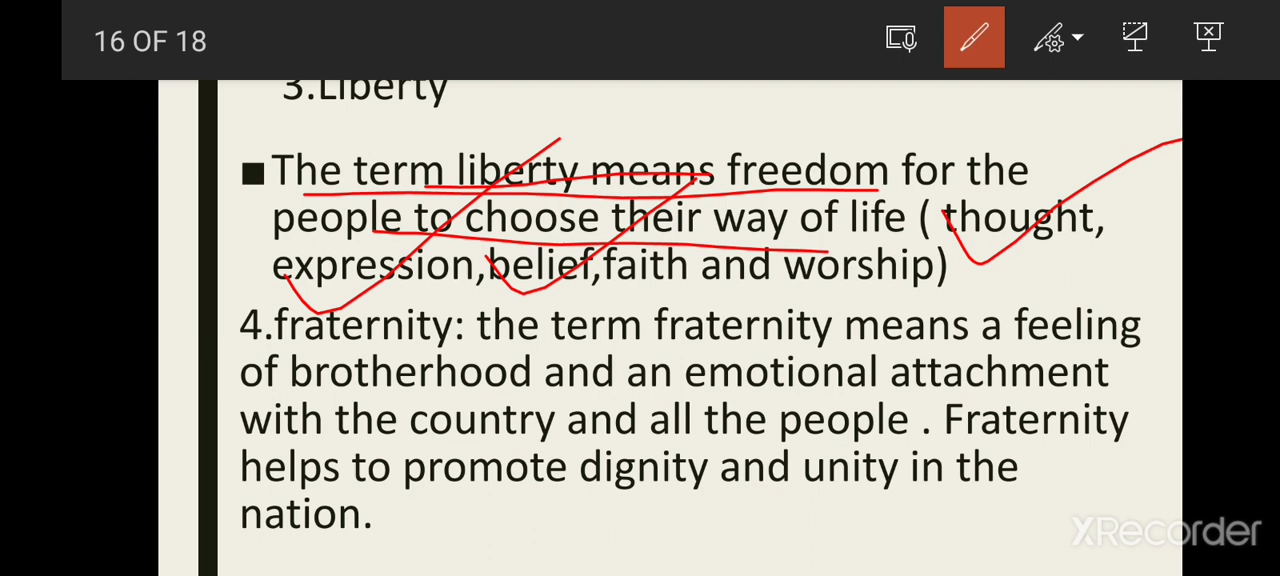 16 OF 18
3.Liberty
■The term liberty means freedom for the
people to choose their way of life ( thought,
expression,belief,faith and worship)
4.fraternity: the term fraternity means a feeling
of brotherhood and an emotional attachment
with the country and all the people . Fraternity
helps to promote dignity and unity in the
nation.
XRecorder